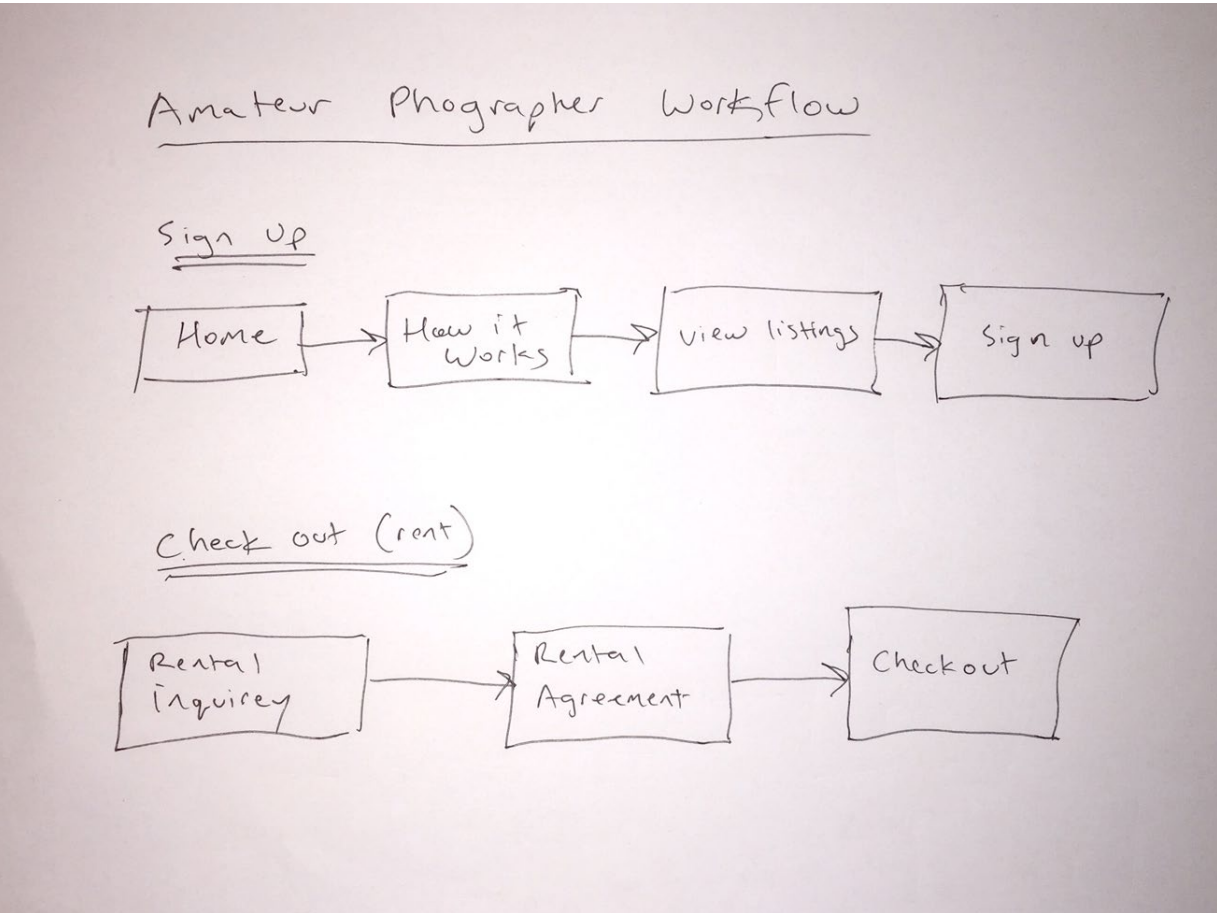 Amateur Phographer Workflow
Sign Up
Home
How it
Works
View listings
Sign up
Check out (rent)
Rental
Inquirey
Rental
Agreement
Checkout